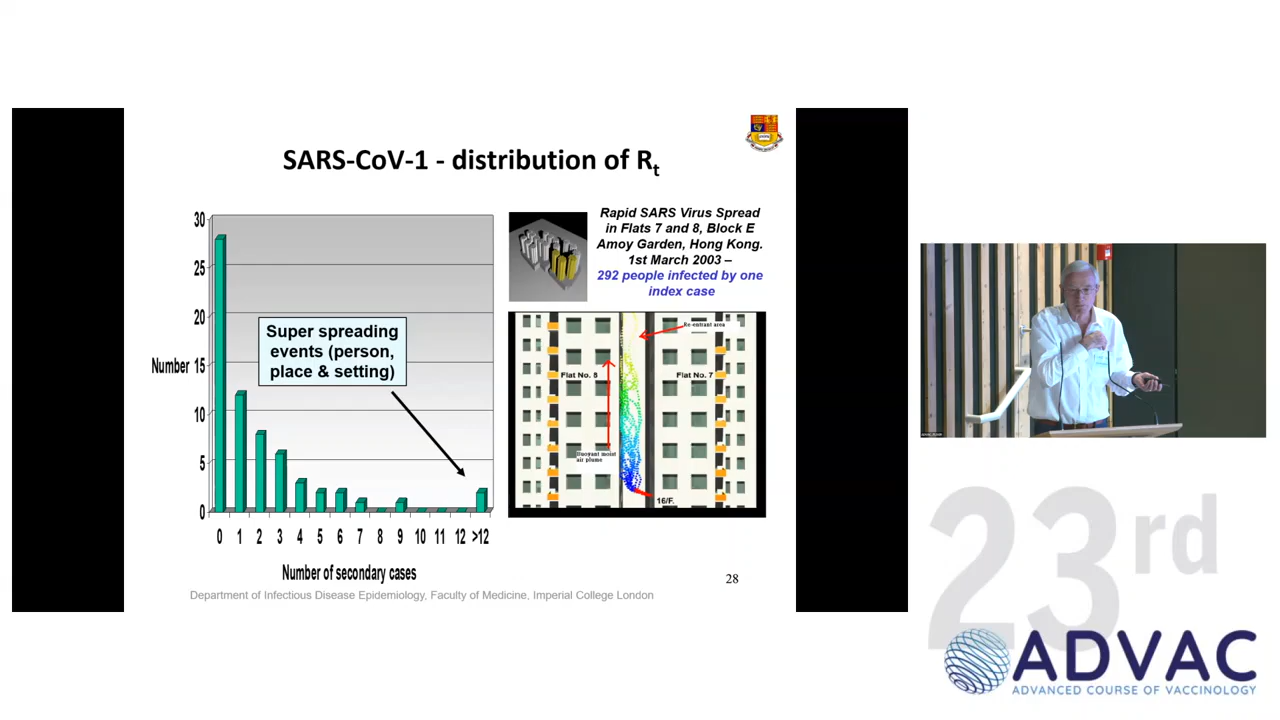 SARS-CoV-1 - distribution of Rt
30
25
20
15
10
5
0
Number
Super spreading
events (person,
place & setting)
0 1 2 3 4 5 6 7 8 9 10 11 12 >12
Number of secondary cases
Rapid SARS Virus Spread
in Flats 7 and 8, Block E
Amoy Garden, Hong Kong.
1st March 2003 –
292 people infected by one
index case
Re-entrant area
Flat No. 8
Flat No. 7
Buoyant moist
air plume
16/F.
28
Department of Infectious Disease Epidemiology, Faculty of Medicine, Imperial College London
23rd
ADVAC
ADVANCED COURSE OF VACCINOLOGY